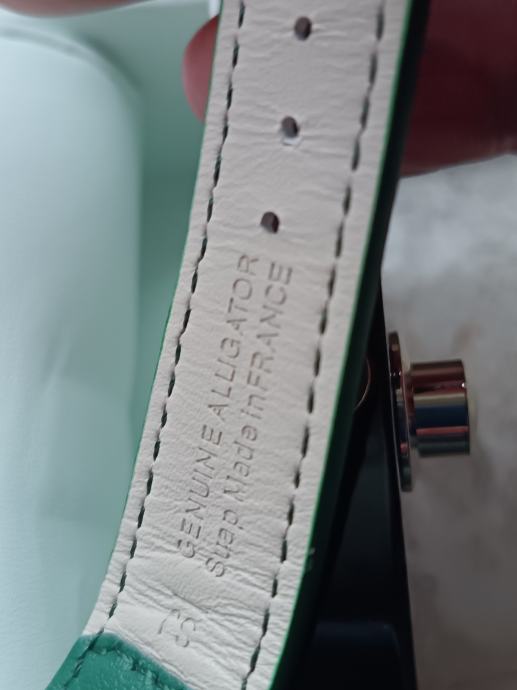 GENUINE ALLIGATOR
Strap Made in FRANCE